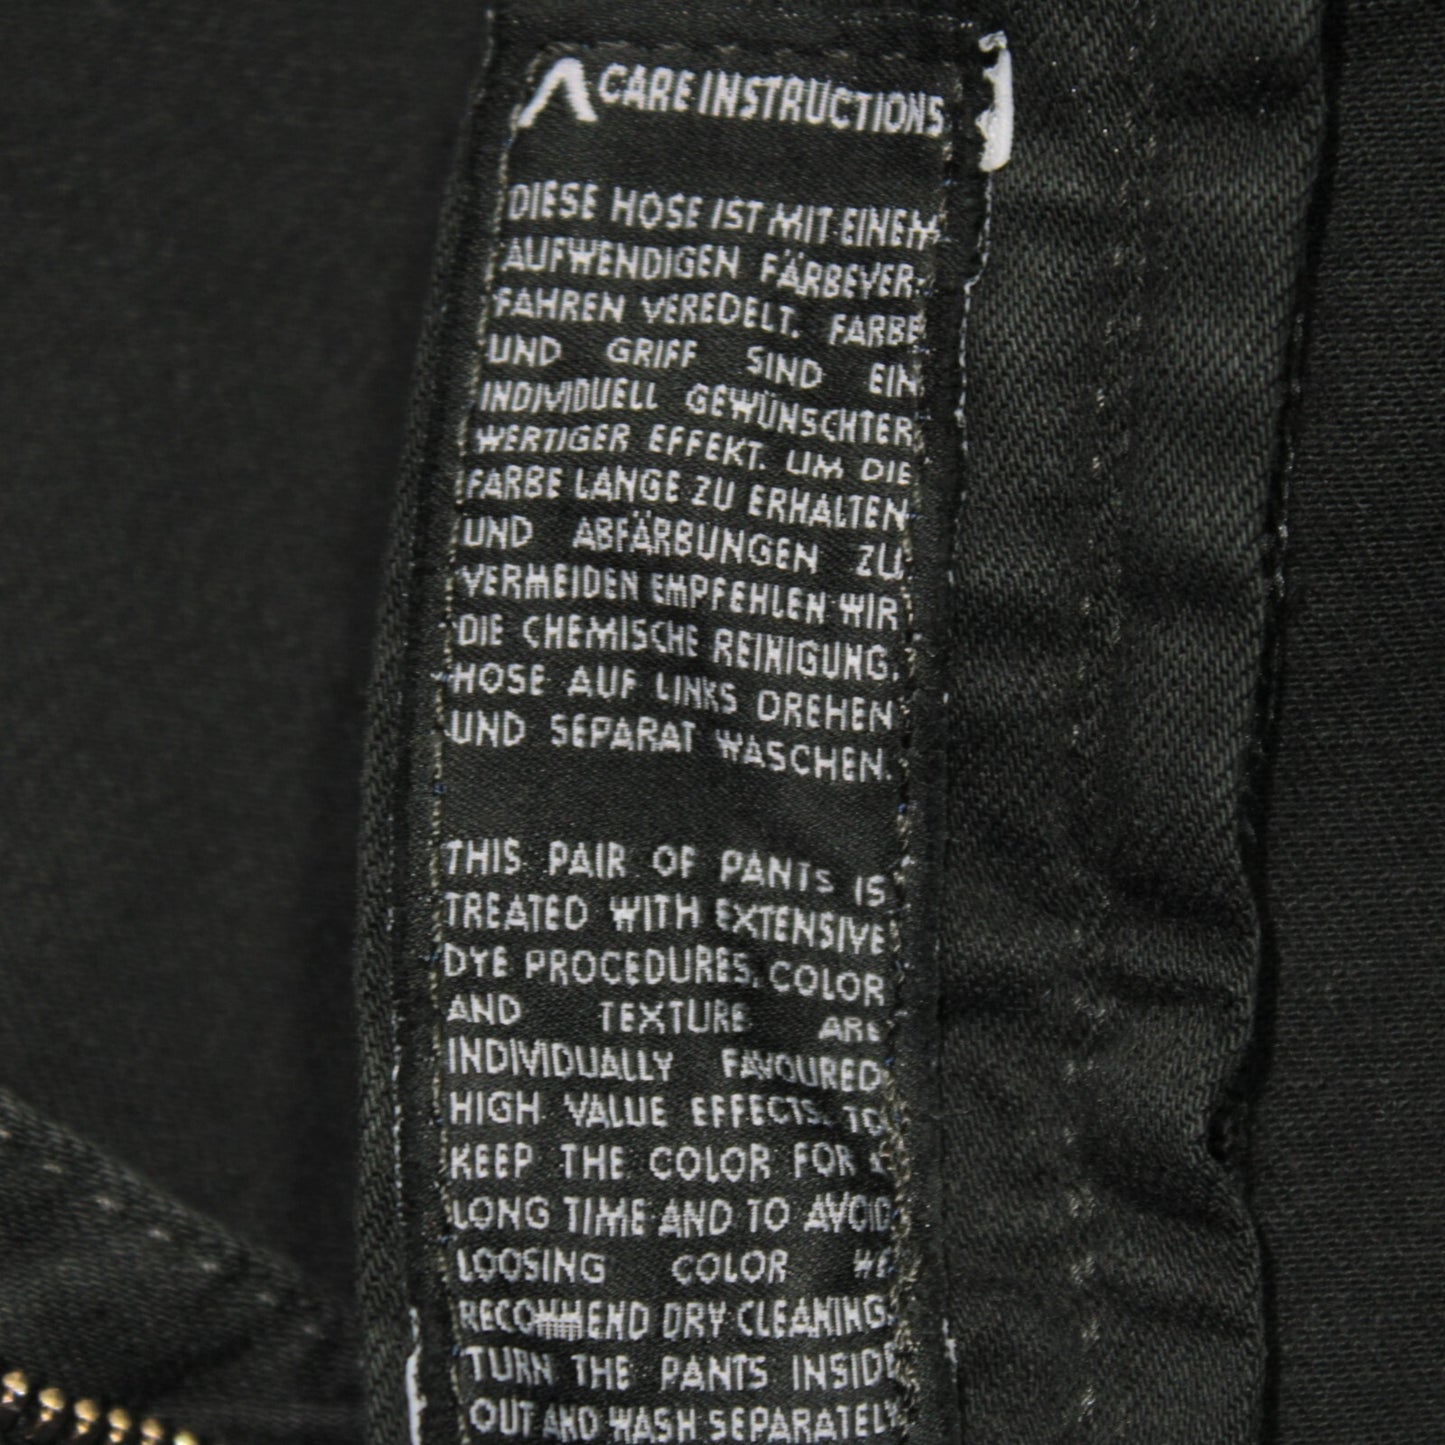 CARE INSTRUCTIONS
DIESE HOSE IST MIT EINEM
AUFWENDIGEN FÄRBEVER-
FAHREN VEREDELT. FARBE
UND GRIFF SIND EIN
INDIVIDUELL GEWÜNSCHTER
WERTIGER EFFEKT. UM DIE
FARBE LANGE ZU ERHALTEN
UND ABFÄRBUNGEN ZU
VERMEIDEN EMPFEHLEN WIR
DIE CHEMISCHE REINIGUNG.
HOSE AUF LINKS DREHEN
UND SEPARAT WASCHEN.
THIS PAIR OF PANTS IS
TREATED WITH EXTENSIVE
DYE PROCEDURES. COLOR
AND TEXTURE ARE
INDIVIDUALLY FAVOURED
HIGH VALUE EFFECTS. TO
KEEP THE COLOR FOR A
LONG TIME AND TO AVOID
LOOSING COLOR WE
RECOMMEND DRY CLEANING.
TURN THE PANTS INSIDE
OUT AND WASH SEPARATELY